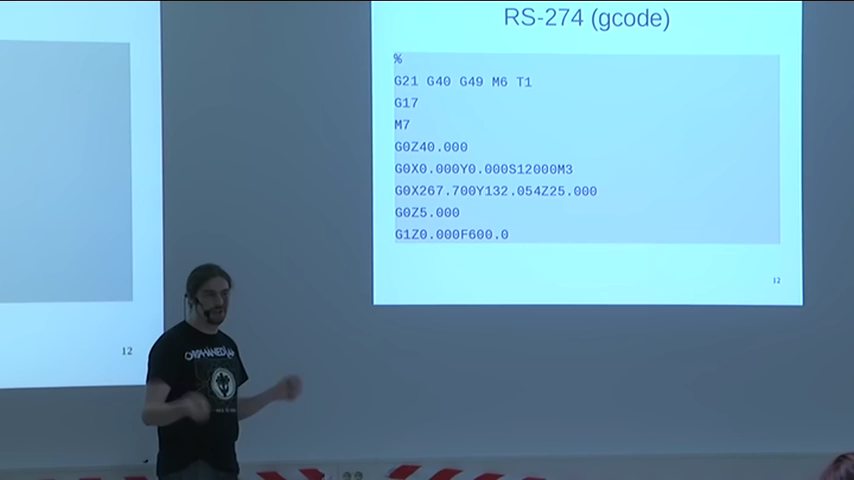 RS-274 (gcode)
%
G21 G40 G49 M6 T1
G17
M7
G0Z40.000
G0X0.000Y0.000S12000M3
G0X267.700Y132.054Z25.000
G0Z5.000
G1Z0.000F600.0
12
12